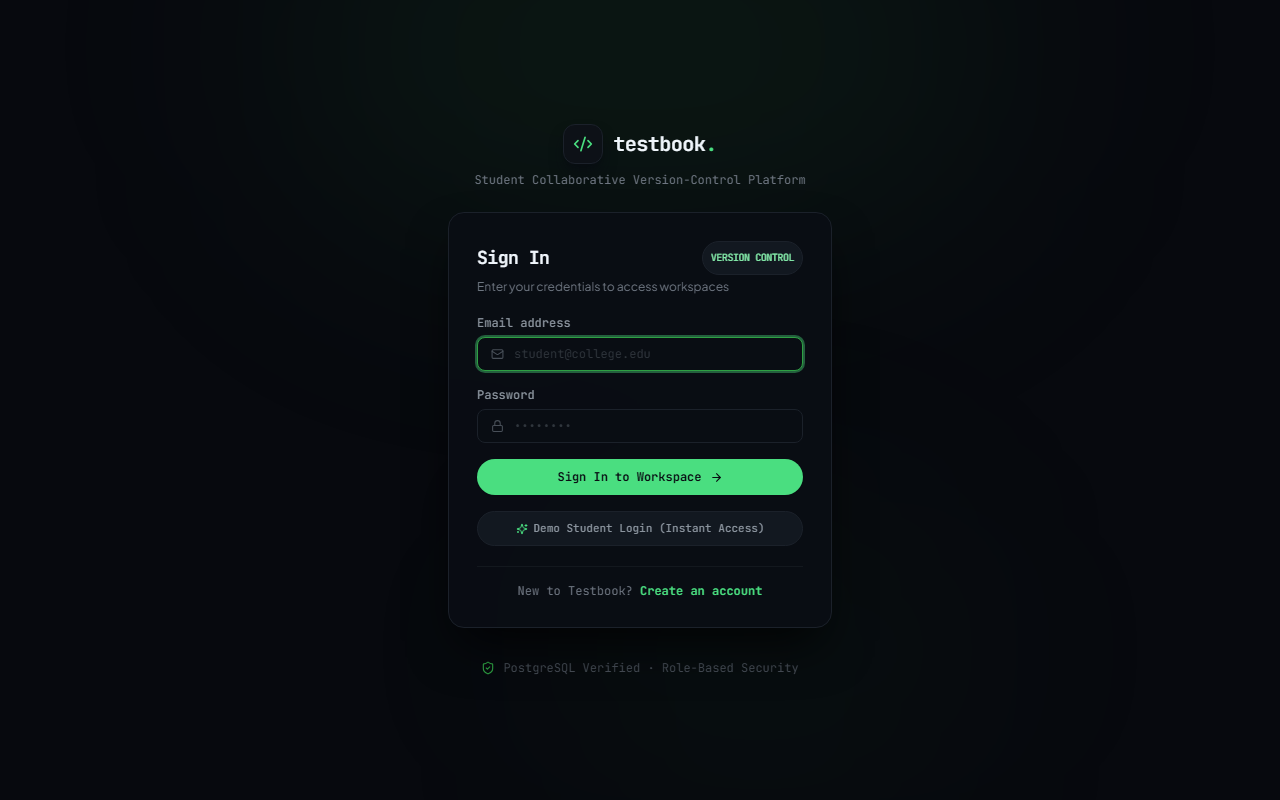 testbook.
Student Collaborative Version-Control Platform
Sign In
VERSION CONTROL
Enter your credentials to access workspaces
Email address
student@college.edu
Password
••••••••
Sign In to Workspace →
Demo Student Login (Instant Access)
New to Testbook? Create an account
PostgreSQL Verified · Role-Based Security